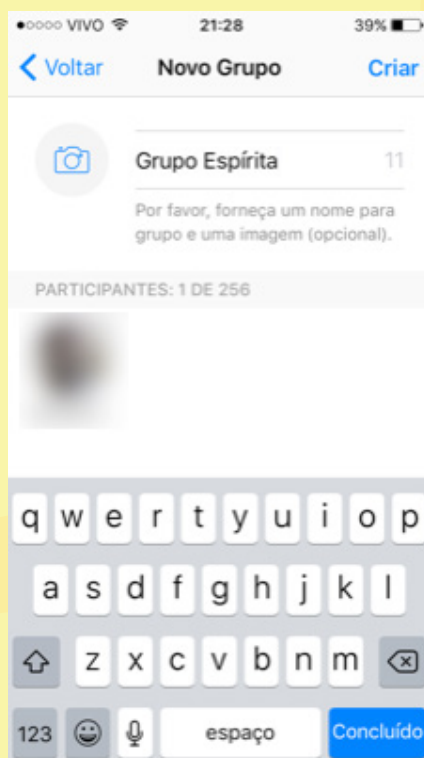 VIVO 21:28 39%
Voltar Novo Grupo Criar
Grupo Espírita 11
Por favor, forneça um nome para
grupo e uma imagem (opcional).
PARTICIPANTES: 1 DE 256
q w e r t y u i o p
a s d f g h j k l
z x c v b n m
123 espaço Concluído